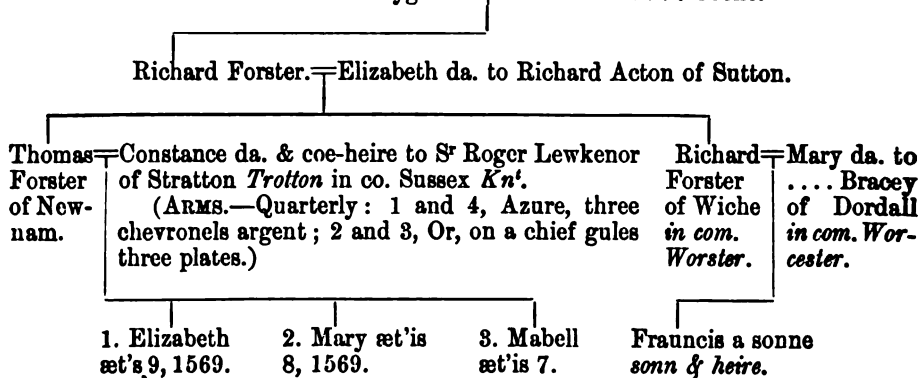 Richard Forster.=Elizabeth da. to Richard Acton of Sutton.
Thomas=Constance da. & coe-heire to Sr Roger Lewkenor
Forster of Stratton Trotton in co. Sussex Knt.
of New- (ARMS.—Quarterly: 1 and 4, Azure, three
nam. chevronels argent; 2 and 3, Or, on a chief gules
three plates.)
Richard=Mary da. to
Forster .... Bracey
of Wiche of Dordall
in com. in com. Wor-
Worster. cester.
1. Elizabeth
æt's 9, 1569.
2. Mary æt'is
8, 1569.
3. Mabell
æt'is 7.
Frauncis a sonne
sonn & heire.